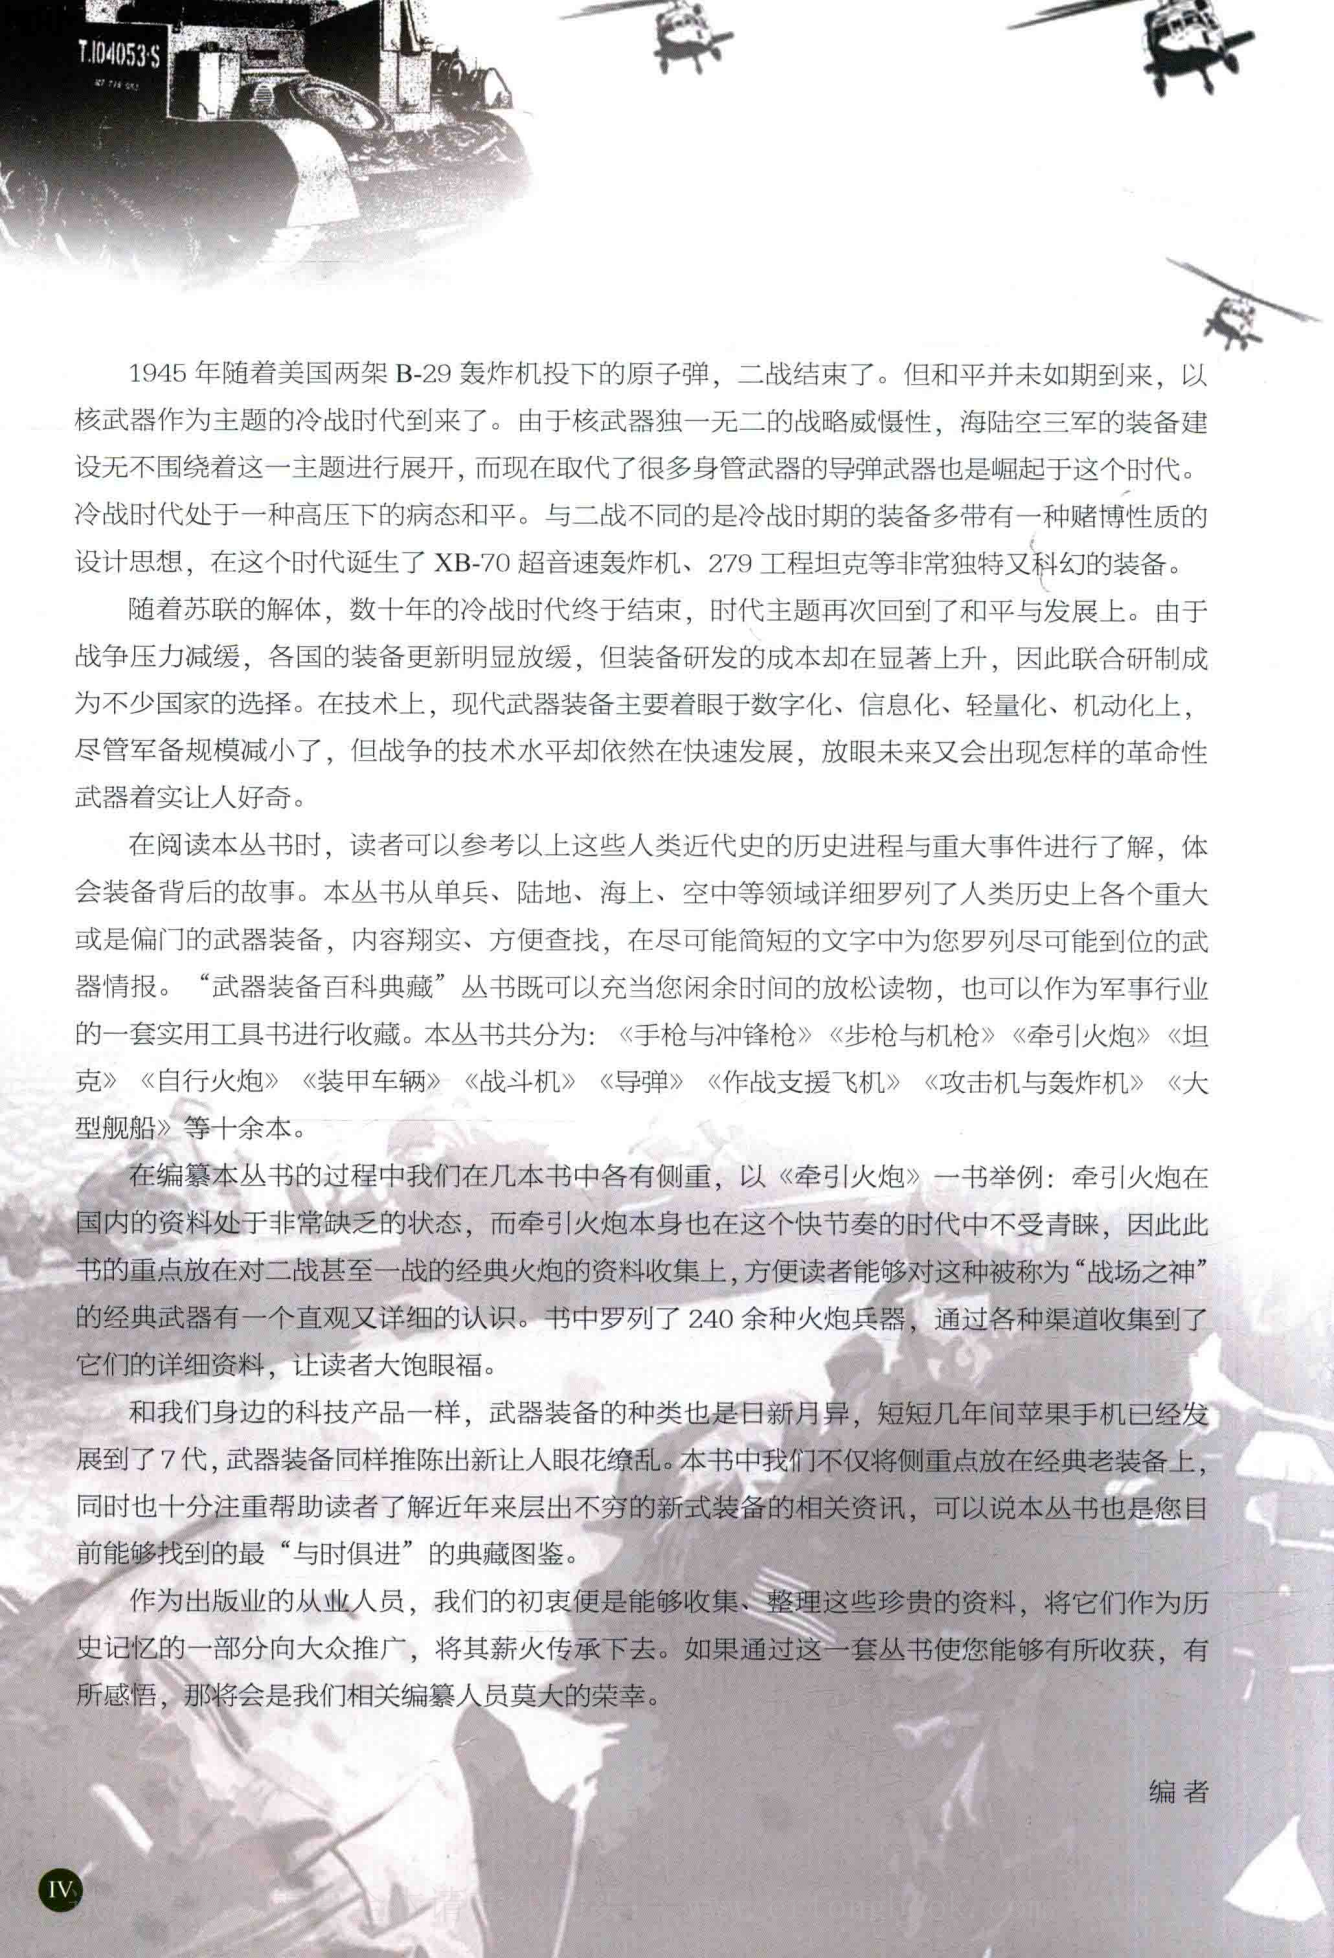 T.104053·S
1945 年随着美国两架 B-29 轰炸机投下的原子弹，二战结束了。但和平并未如期到来，以
核武器作为主题的冷战时代到来了。由于核武器独一无二的战略威慑性，海陆空三军的装备建
设无不围绕着这一主题进行展开，而现在取代了很多身管武器的导弹武器也是崛起于这个时代。
冷战时代处于一种高压下的病态和平。与二战不同的是冷战时期的装备多带有一种赌博性质的
设计思想，在这个时代诞生了 XB-70 超音速轰炸机、279 工程坦克等非常独特又科幻的装备。
随着苏联的解体，数十年的冷战时代终于结束，时代主题再次回到了和平与发展上。由于
战争压力减缓，各国的装备更新明显放缓，但装备研发的成本却在显著上升，因此联合研制成
为不少国家的选择。在技术上，现代武器装备主要着眼于数字化、信息化、轻量化、机动化上，
尽管军备规模减小了，但战争的技术水平却依然在快速发展，放眼未来又会出现怎样的革命性
武器着实让人好奇。
在阅读本丛书时，读者可以参考以上这些人类近代史的历史进程与重大事件进行了解，体
会装备背后的故事。本丛书从单兵、陆地、海上、空中等领域详细罗列了人类历史上各个重大
或是偏门的武器装备，内容翔实、方便查找，在尽可能简短的文字中为您罗列尽可能到位的武
器情报。“武器装备百科典藏”丛书既可以充当您闲余时间的放松读物，也可以作为军事行业
的一套实用工具书进行收藏。本丛书共分为：《手枪与冲锋枪》《步枪与机枪》《牵引火炮》《坦
克》《自行火炮》《装甲车辆》《战斗机》《导弹》《作战支援飞机》《攻击机与轰炸机》《大
型舰船》等十余本。
在编纂本丛书的过程中我们在几本书中各有侧重，以《牵引火炮》一书举例：牵引火炮在
国内的资料处于非常缺乏的状态，而牵引火炮本身也在这个快节奏的时代中不受青睐，因此此
书的重点放在对二战甚至一战的经典火炮的资料收集上，方便读者能够对这种被称为“战场之神”
的经典武器有一个直观又详细的认识。书中罗列了 240 余种火炮兵器，通过各种渠道收集到了
它们的详细资料，让读者大饱眼福。
和我们身边的科技产品一样，武器装备的种类也是日新月异，短短几年间苹果手机已经发
展到了 7 代，武器装备同样推陈出新让人眼花缭乱。本书中我们不仅将侧重点放在经典老装备上，
同时也十分注重帮助读者了解近年来层出不穷的新式装备的相关资讯，可以说本丛书也是您目
前能够找到的最“与时俱进”的典藏图鉴。
作为出版业的从业人员，我们的初衷便是能够收集、整理这些珍贵的资料，将它们作为历
史记忆的一部分向大众推广，将其薪火传承下去。如果通过这一套丛书使您能够有所收获，有
所感悟，那将会是我们相关编纂人员莫大的荣幸。
编 者
IV